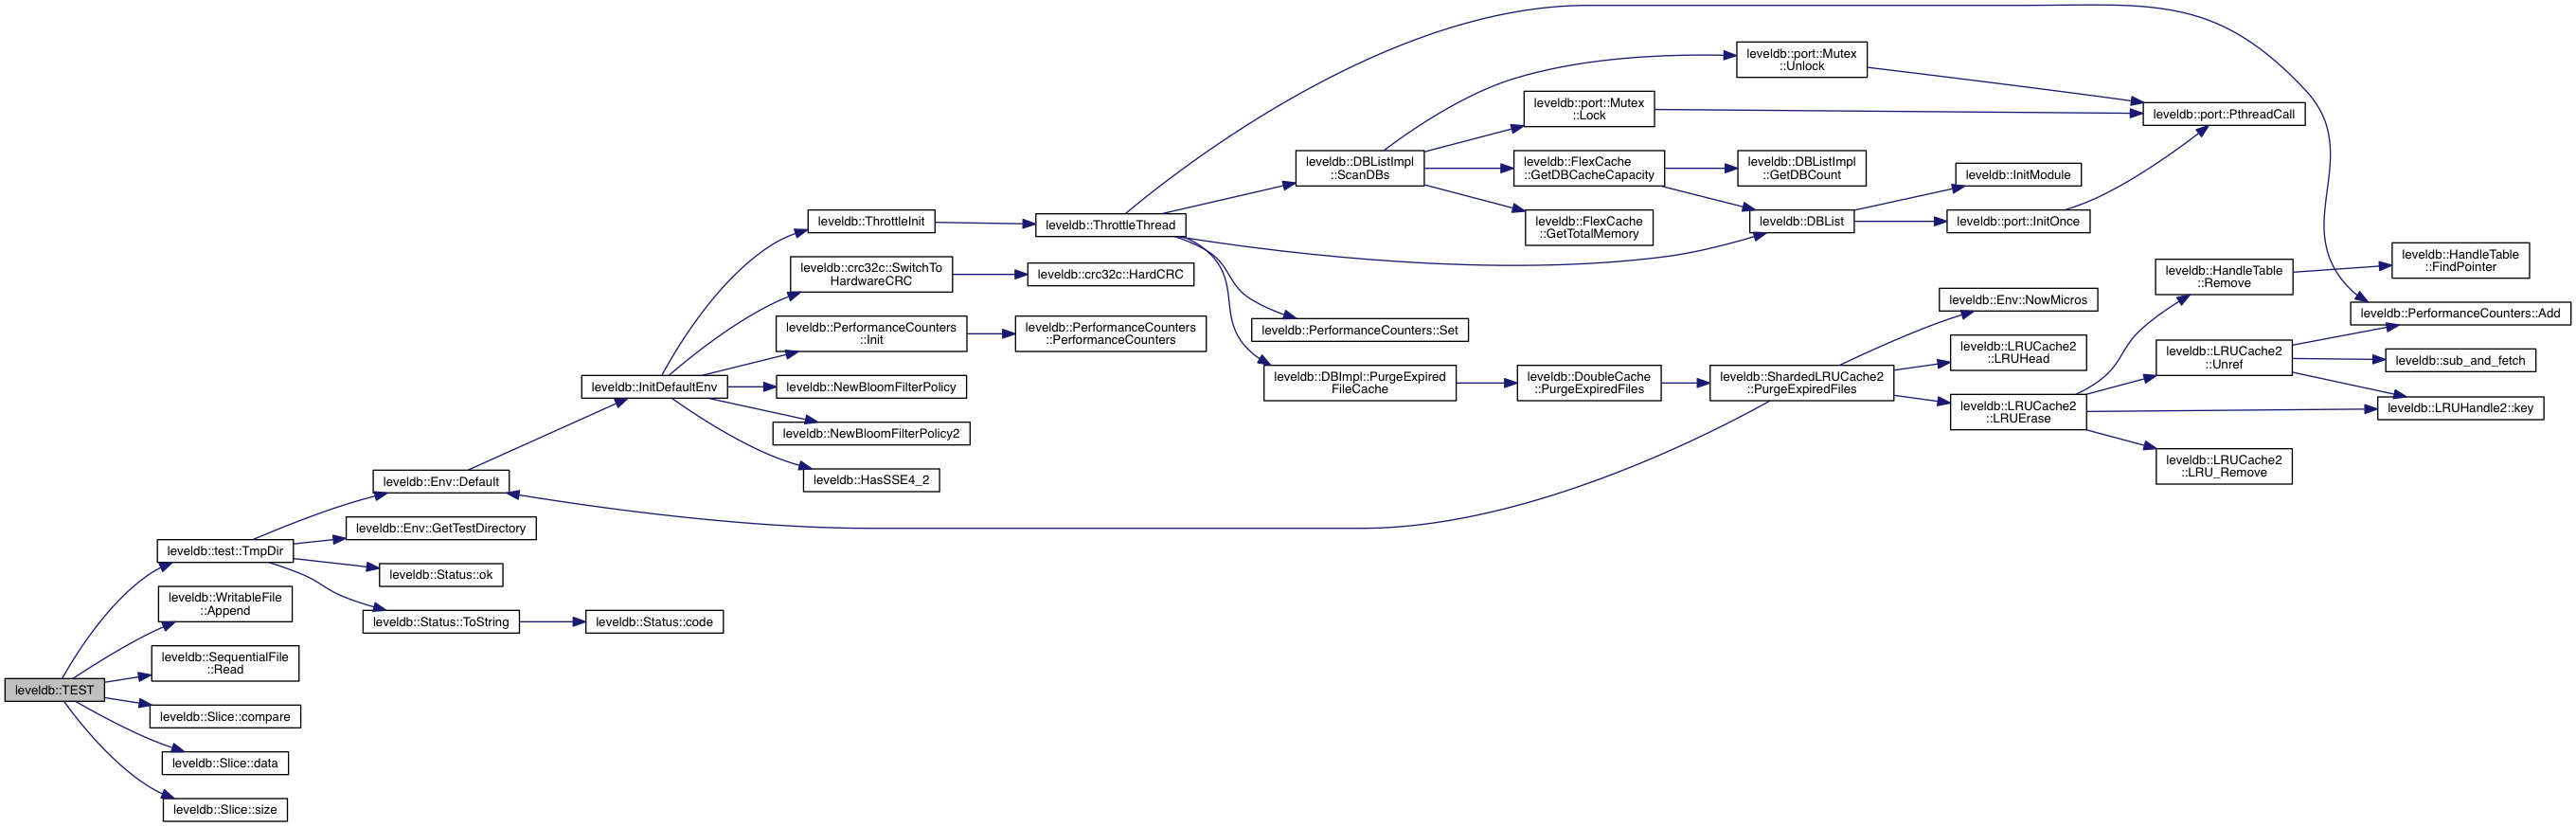 leveldb::TEST
leveldb::test::TmpDir
leveldb::WritableFile
::Append
leveldb::SequentialFile
::Read
leveldb::Slice::compare
leveldb::Slice::data
leveldb::Slice::size
leveldb::Env::Default
leveldb::Env::GetTestDirectory
leveldb::Status::ok
leveldb::Status::ToString
leveldb::Status::code
leveldb::InitDefaultEnv
leveldb::ThrottleInit
leveldb::crc32c::SwitchTo
HardwareCRC
leveldb::PerformanceCounters
::Init
leveldb::NewBloomFilterPolicy
leveldb::NewBloomFilterPolicy2
leveldb::HasSSE4_2
leveldb::ThrottleThread
leveldb::crc32c::HardCRC
leveldb::PerformanceCounters
::PerformanceCounters
leveldb::DBListImpl
::ScanDBs
leveldb::PerformanceCounters::Set
leveldb::DBImpl::PurgeExpired
FileCache
leveldb::port::Mutex
::Lock
leveldb::FlexCache
::GetDBCacheCapacity
leveldb::FlexCache
::GetTotalMemory
leveldb::DoubleCache
::PurgeExpiredFiles
leveldb::port::Mutex
::Unlock
leveldb::DBListImpl
::GetDBCount
leveldb::DBList
leveldb::ShardedLRUCache2
::PurgeExpiredFiles
leveldb::InitModule
leveldb::port::InitOnce
leveldb::Env::NowMicros
leveldb::LRUCache2
::LRUHead
leveldb::LRUCache2
::LRUErase
leveldb::port::PthreadCall
leveldb::HandleTable
::Remove
leveldb::LRUCache2
::Unref
leveldb::LRUCache2
::LRU_Remove
leveldb::HandleTable
::FindPointer
leveldb::PerformanceCounters::Add
leveldb::sub_and_fetch
leveldb::LRUHandle2::key